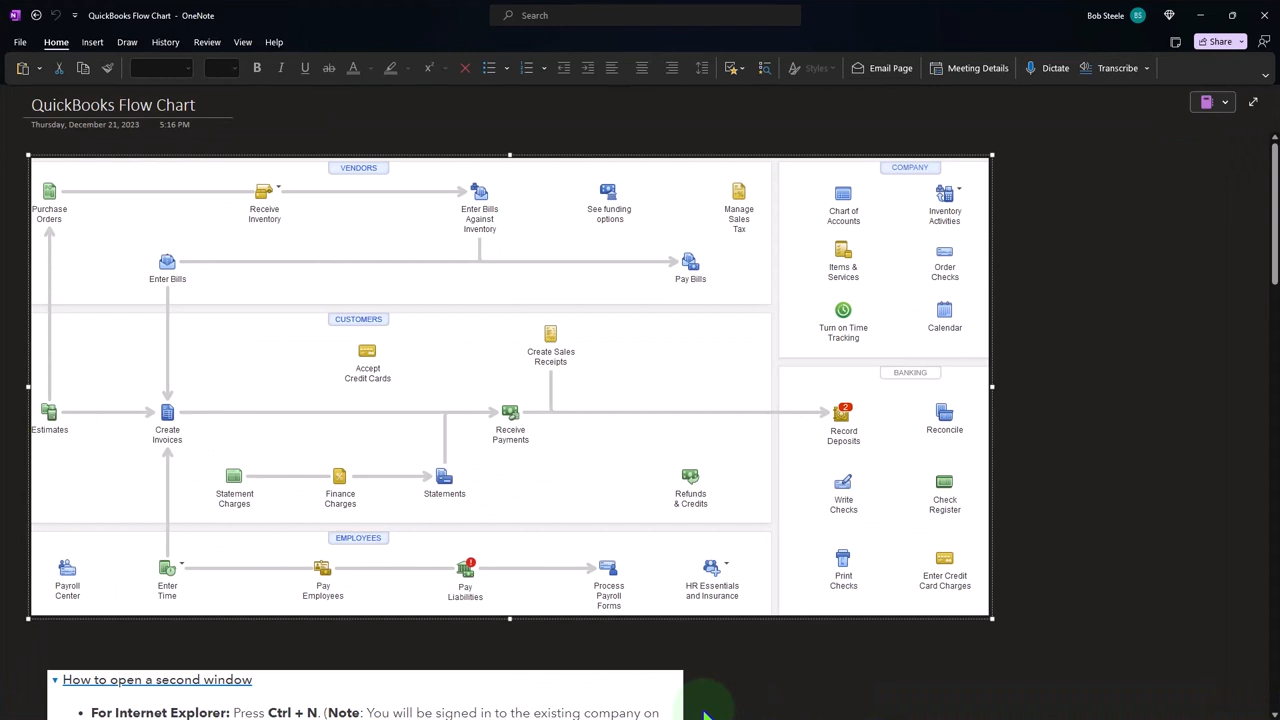 QuickBooks Flow Chart - OneNote
Search
Bob Steele
BS
File
Home
Insert
Draw
History
Review
View
Help
Share
B
I
U
ab
A
x
Styles
Email Page
Meeting Details
Dictate
Transcribe
QuickBooks Flow Chart
Thursday, December 21, 2023
5:16 PM
VENDORS
Purchase
Orders
Receive
Inventory
Enter Bills
Against
Inventory
See funding
options
Manage
Sales
Tax
Enter Bills
Pay Bills
COMPANY
Chart of
Accounts
Inventory
Activities
Items &
Services
Order
Checks
Turn on Time
Tracking
Calendar
CUSTOMERS
Accept
Credit Cards
Create Sales
Receipts
Estimates
Create
Invoices
Receive
Payments
Statement
Charges
Finance
Charges
Statements
Refunds
& Credits
BANKING
2
Record
Deposits
Reconcile
Write
Checks
Check
Register
Print
Checks
Enter Credit
Card Charges
EMPLOYEES
Payroll
Center
Enter
Time
Pay
Employees
!
Pay
Liabilities
Process
Payroll
Forms
HR Essentials
and Insurance
How to open a second window
• For Internet Explorer: Press Ctrl + N. (Note: You will be signed in to the existing company on